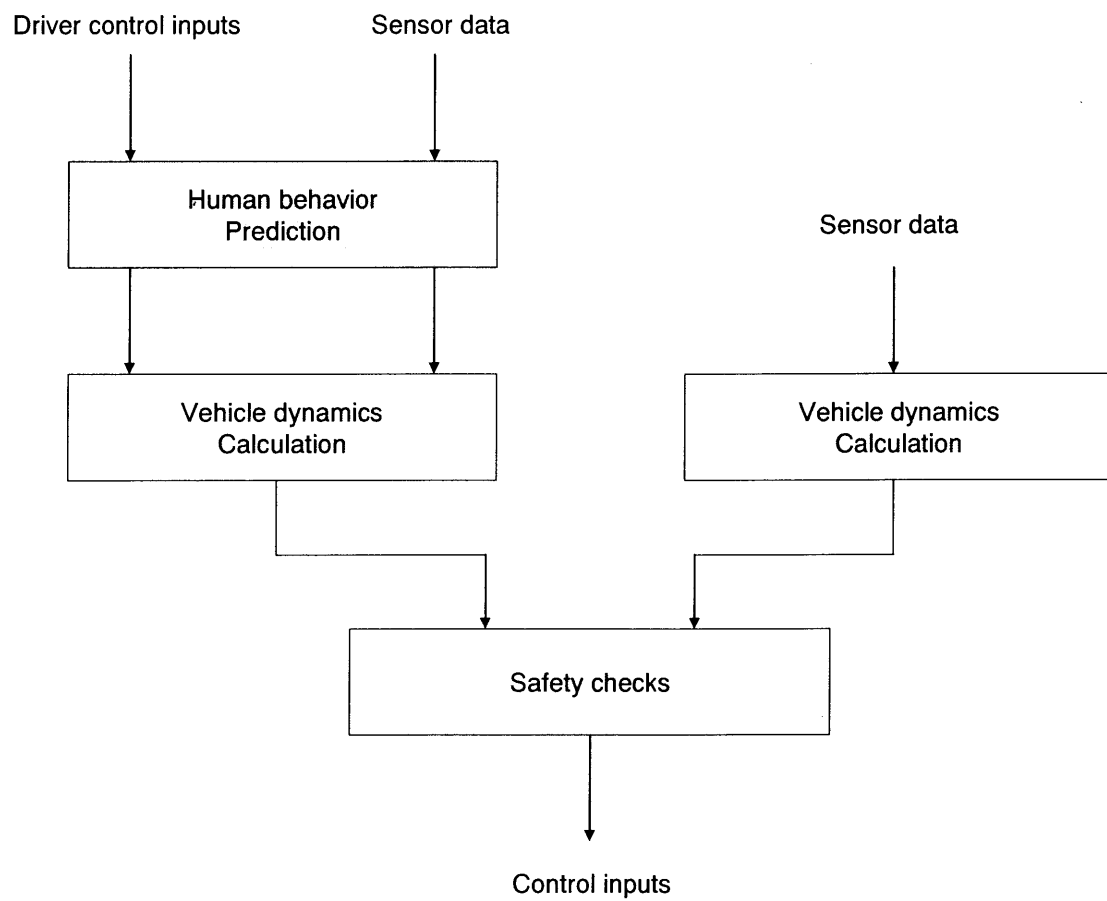 Driver control inputs
Sensor data
Human behavior
Prediction
Sensor data
Vehicle dynamics
Calculation
Vehicle dynamics
Calculation
Safety checks
Control inputs